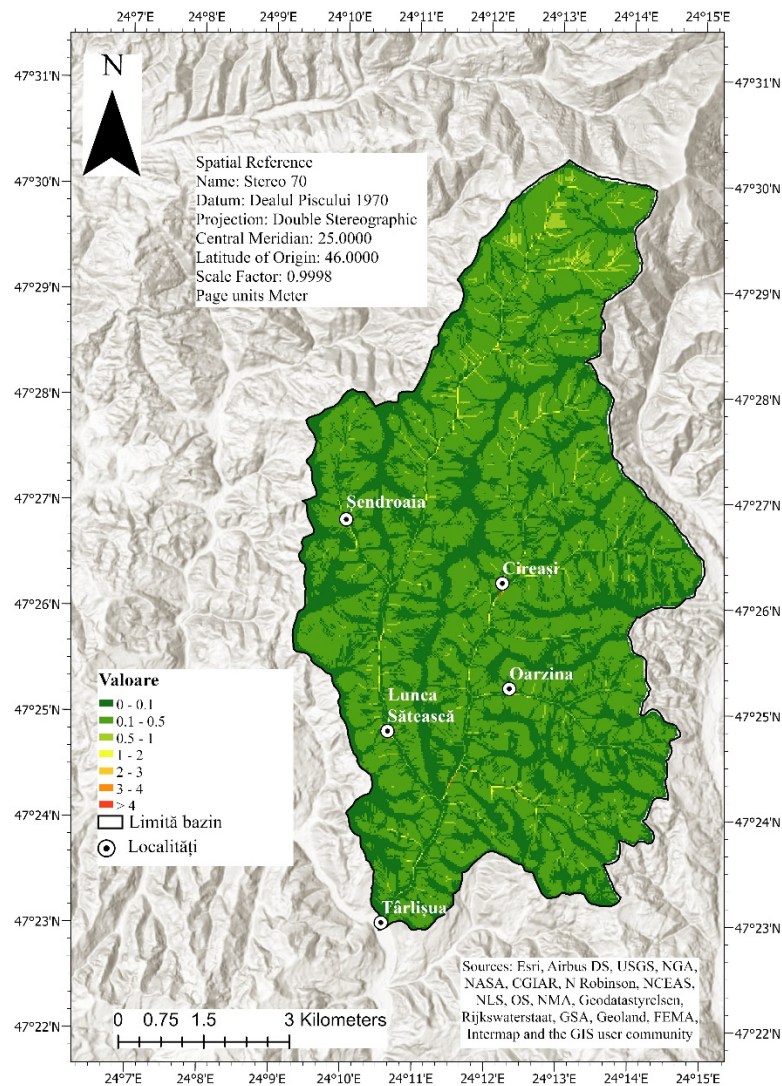 24°7'E 24°8'E 24°9'E 24°10'E 24°11'E 24°12'E 24°13'E 24°14'E 24°15'E
47°31'N
47°31'N
N
Spatial Reference
Name: Stereo 70
Datum: Dealul Piscului 1970
Projection: Double Stereographic
Central Meridian: 25.0000
Latitude of Origin: 46.0000
Scale Factor: 0.9998
Page units Meter
47°30'N
47°30'N
47°29'N
47°29'N
47°28'N
47°28'N
47°27'N
47°27'N
Șendroaia
Cireași
47°26'N
47°26'N
Oarzina
Lunca
Sătească
47°25'N
47°25'N
Valoare
0 - 0.1
0.1 - 0.5
0.5 - 1
1 - 2
2 - 3
3 - 4
> 4
Limită bazin
Localități
47°24'N
47°24'N
Târlișua
47°23'N
47°23'N
Sources: Esri, Airbus DS, USGS, NGA,
NASA, CGIAR, N Robinson, NCEAS,
NLS, OS, NMA, Geodatastyrelsen,
Rijkswaterstaat, GSA, Geoland, FEMA,
Intermap and the GIS user community
0 0.75 1.5 3 Kilometers
47°22'N
47°22'N
24°7'E 24°8'E 24°9'E 24°10'E 24°11'E 24°12'E 24°13'E 24°14'E 24°15'E